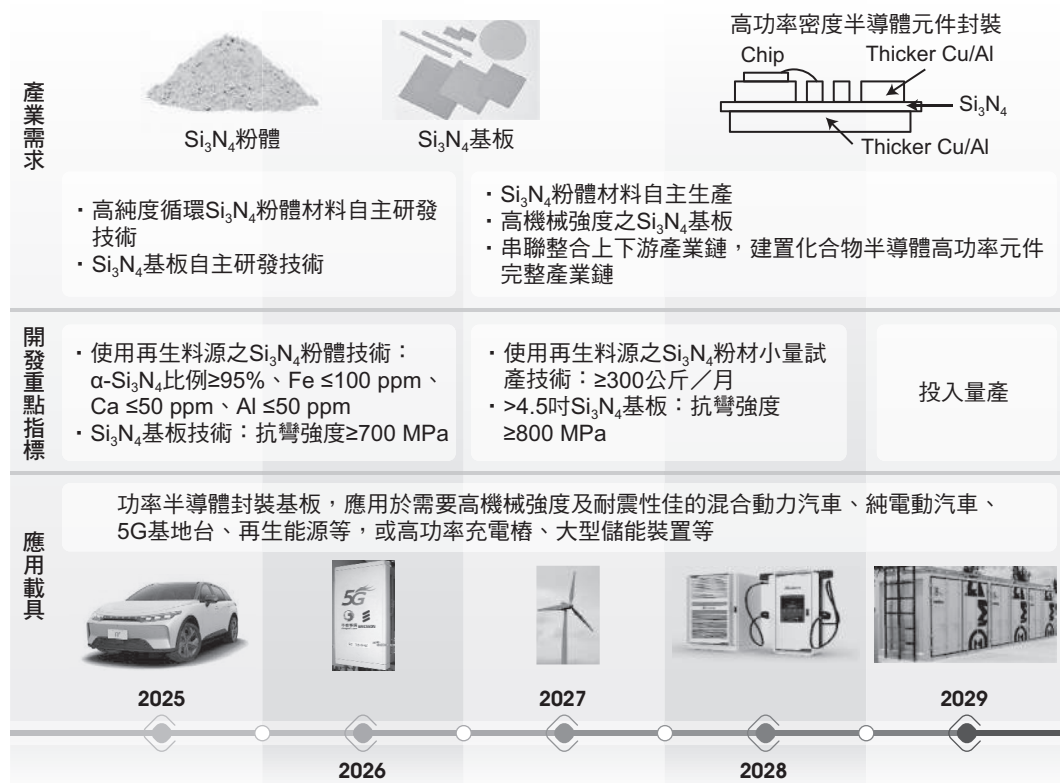 產業需求
Si₃N₄粉體
Si₃N₄基板
高功率密度半導體元件封裝
Chip
Thicker Cu/Al
Si₃N₄
Thicker Cu/Al
・高純度循環Si₃N₄粉體材料自主研發
技術
・Si₃N₄基板自主研發技術
・Si₃N₄粉體材料自主生產
・高機械強度之Si₃N₄基板
・串聯整合上下游產業鏈，建置化合物半導體高功率元件
完整產業鏈
開發重點指標
・使用再生料源之Si₃N₄粉體技術：
α-Si₃N₄比例≥95%、Fe ≤100 ppm、
Ca ≤50 ppm、Al ≤50 ppm
・Si₃N₄基板技術：抗彎強度≥700 MPa
・使用再生料源之Si₃N₄粉材小量試
產技術：≥300公斤／月
・>4.5吋Si₃N₄基板：抗彎強度
≥800 MPa
投入量產
應用載具
功率半導體封裝基板，應用於需要高機械強度及耐震性佳的混合動力汽車、純電動汽車、
5G基地台、再生能源等，或高功率充電樁、大型儲能裝置等
5G
2025
2026
2027
2028
2029